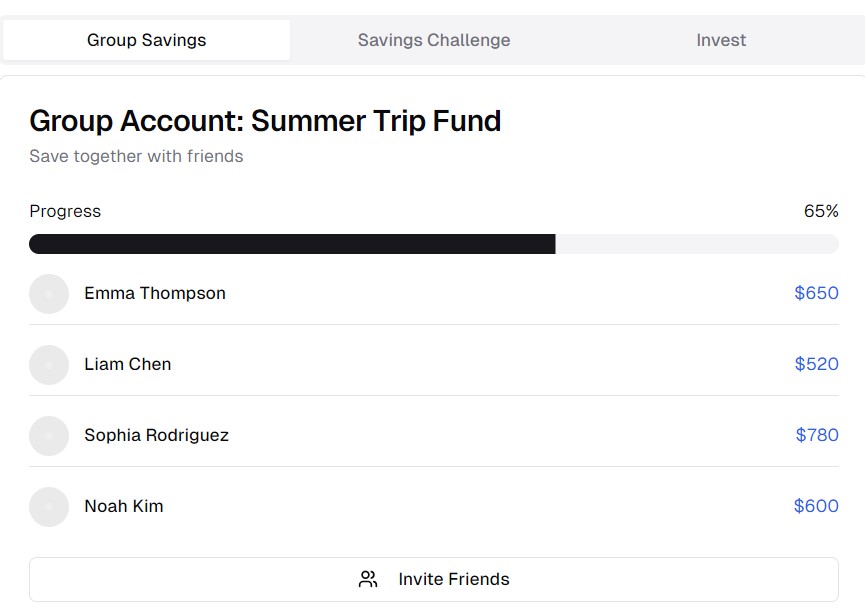 Group Savings Savings Challenge Invest
Group Account: Summer Trip Fund
Save together with friends
Progress 65%
Emma Thompson $650
Liam Chen $520
Sophia Rodriguez $780
Noah Kim $600
Invite Friends